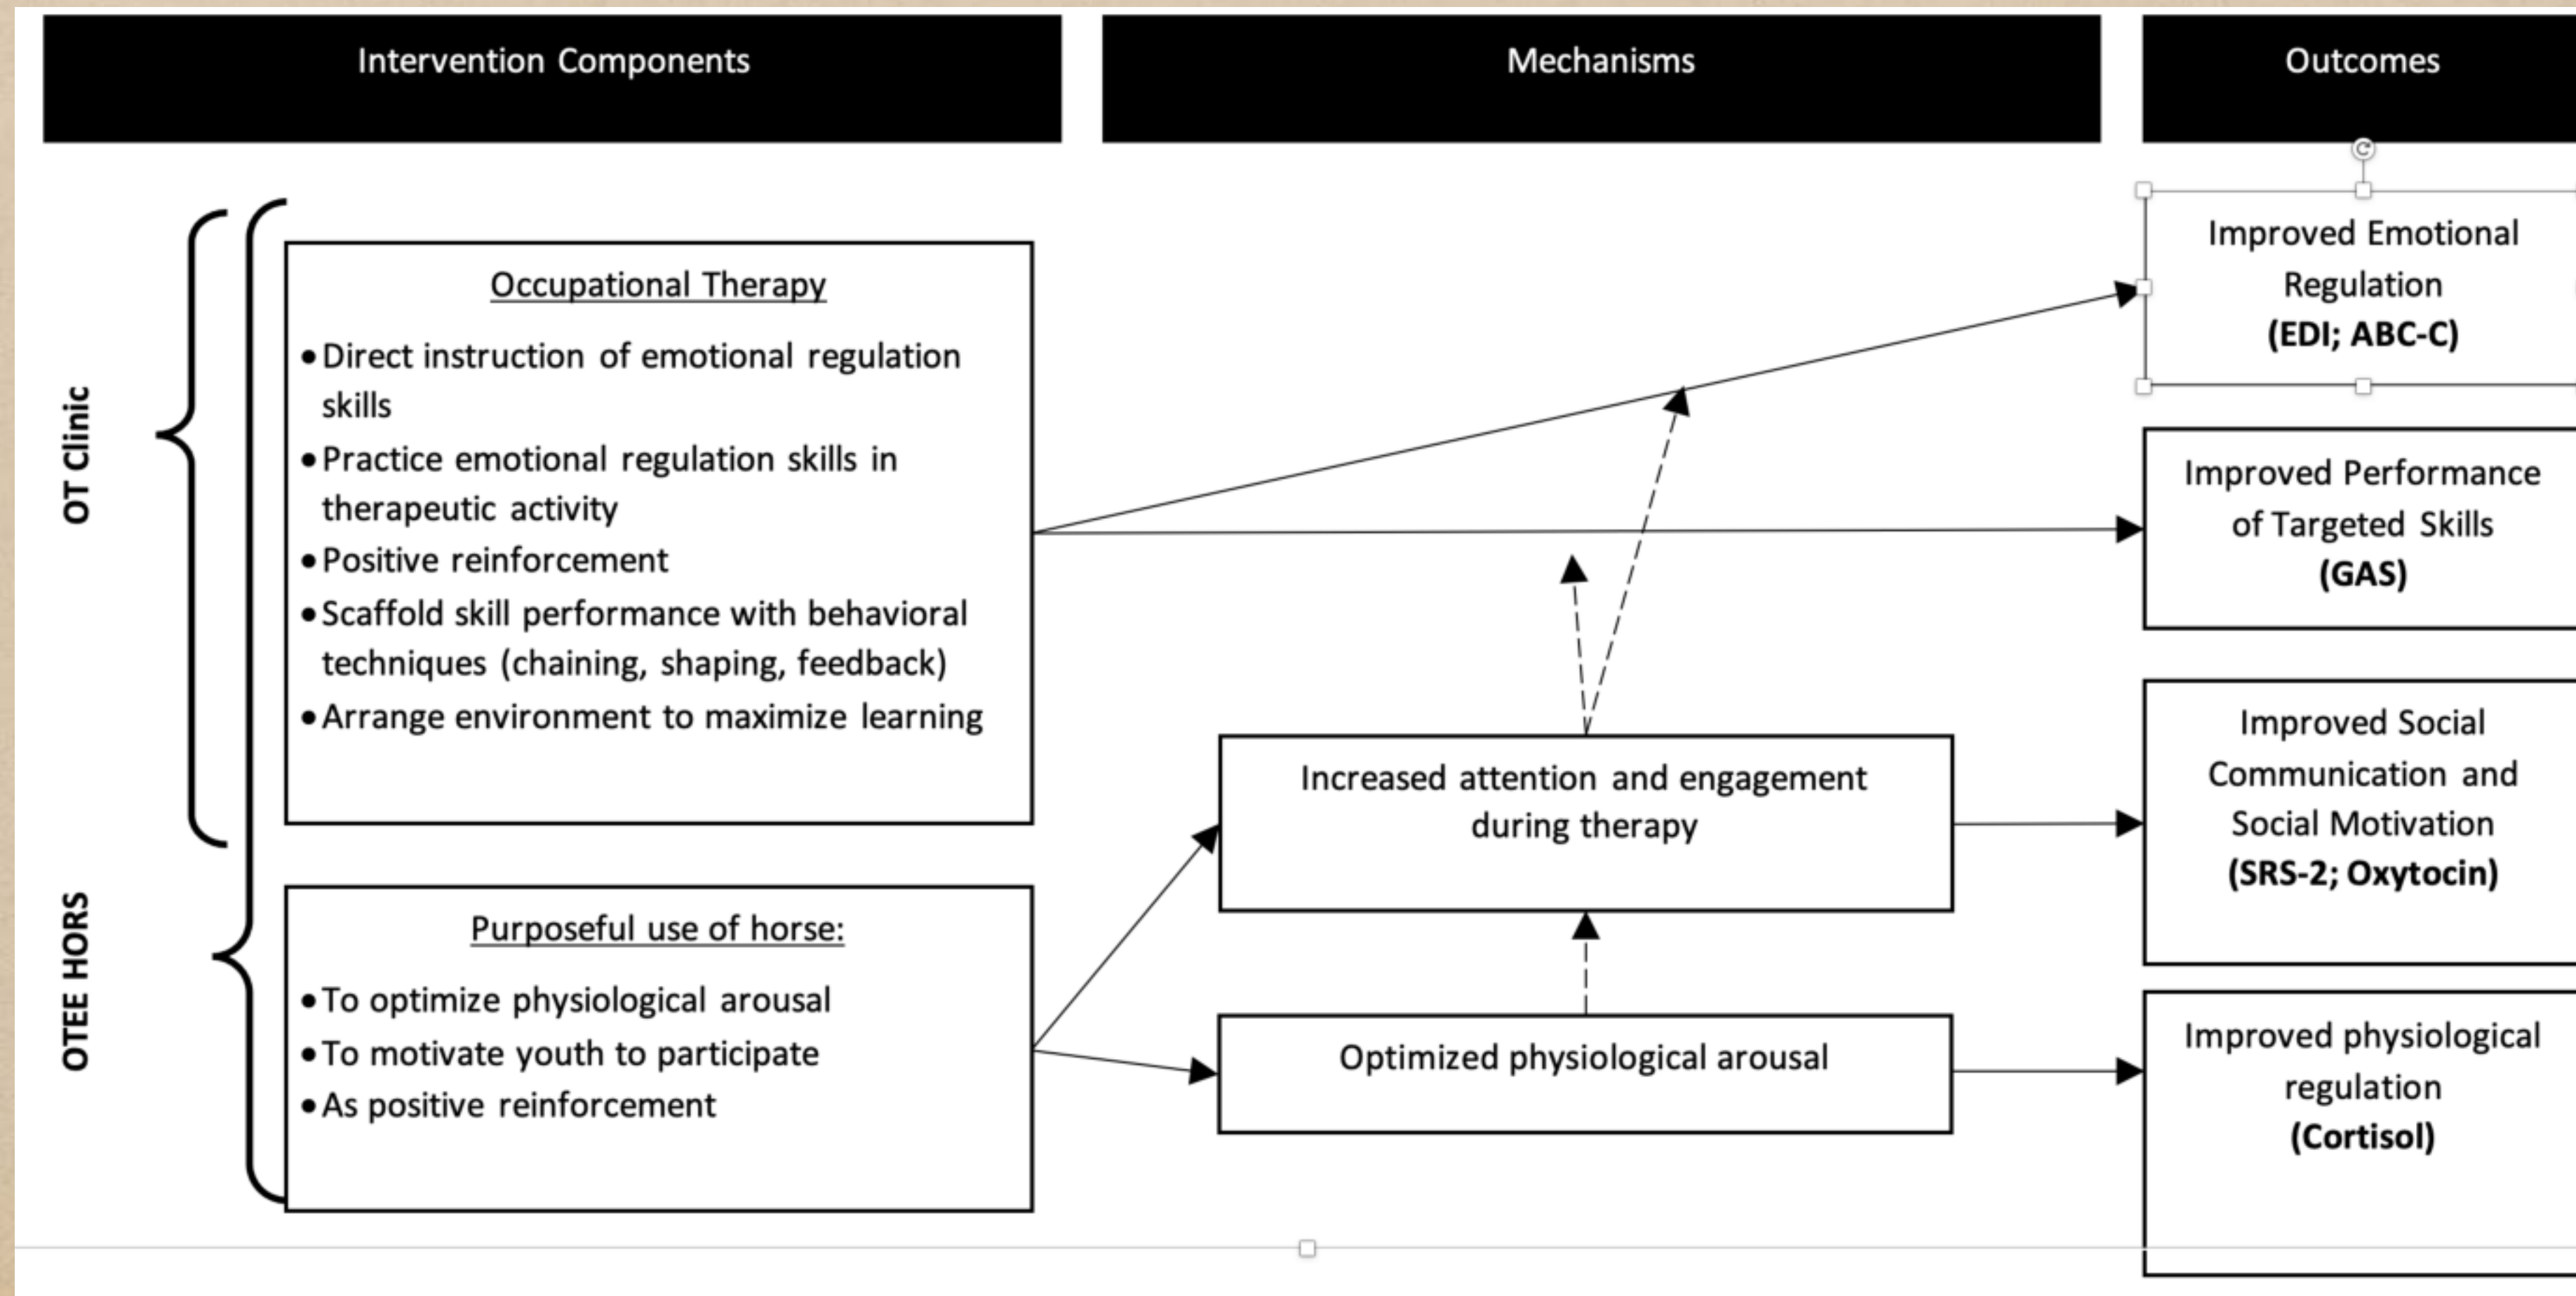 Intervention Components
Mechanisms
Outcomes
OT Clinic
Occupational Therapy
•Direct instruction of emotional regulation
skills
•Practice emotional regulation skills in
therapeutic activity
•Positive reinforcement
•Scaffold skill performance with behavioral
techniques (chaining, shaping, feedback)
•Arrange environment to maximize learning
OTEE HORS
Purposeful use of horse:
•To optimize physiological arousal
•To motivate youth to participate
•As positive reinforcement
Increased attention and engagement
during therapy
Optimized physiological arousal
Improved Emotional
Regulation
(EDI; ABC-C)
Improved Performance
of Targeted Skills
(GAS)
Improved Social
Communication and
Social Motivation
(SRS-2; Oxytocin)
Improved physiological
regulation
(Cortisol)